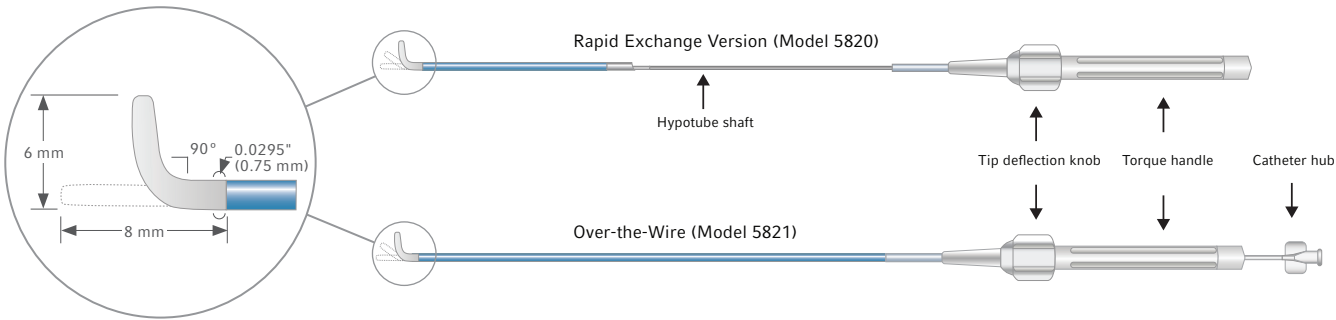 Rapid Exchange Version (Model 5820)
Hypotube shaft
6 mm
90°
0.0295"
(0.75 mm)
8 mm
Tip deflection knob
Torque handle
Catheter hub
Over-the-Wire (Model 5821)